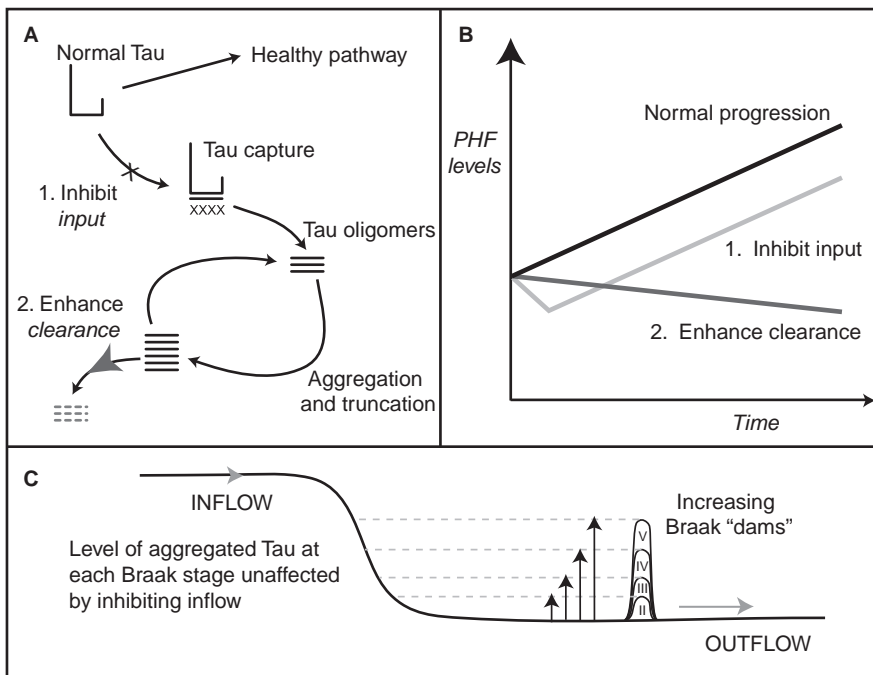 A
Normal Tau
Healthy pathway
Tau capture
XXXX
1. Inhibit
input
Tau oligomers
2. Enhance
clearance
Aggregation
and truncation
B
PHF
levels
Normal progression
1. Inhibit input
2. Enhance clearance
Time
C
INFLOW
Level of aggregated Tau at
each Braak stage unaffected
by inhibiting inflow
Increasing
Braak “dams”
V
IV
III
II
OUTFLOW